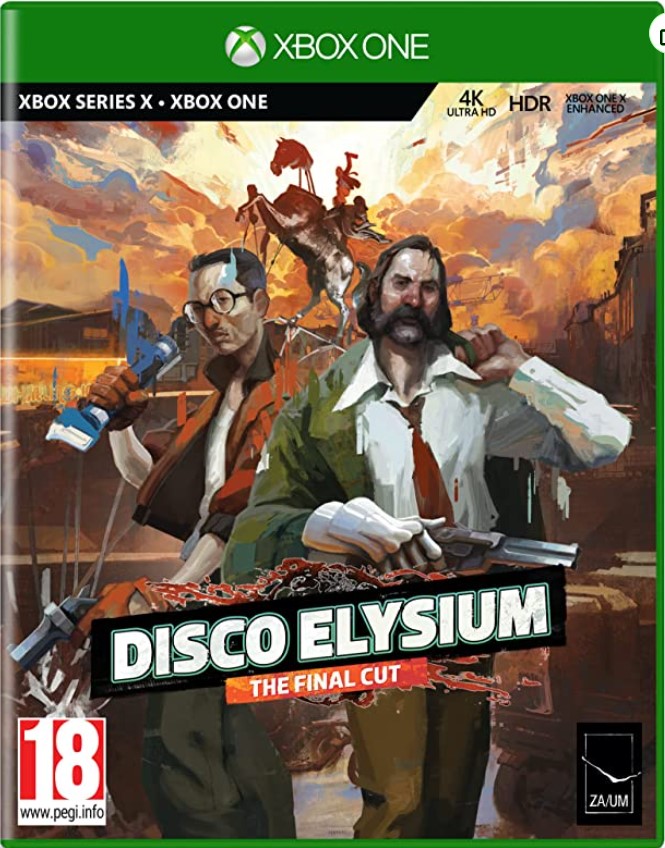 XBOX ONE
XBOX SERIES X • XBOX ONE
4K
ULTRA HD
HDR
XBOX ONE X
ENHANCED
DISCO ELYSIUM
THE FINAL CUT
18
www.pegi.info
ZA/UM